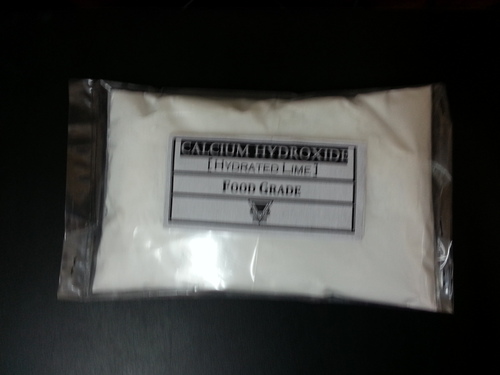 CALCIUM HYDROXIDE
[HYDRATED LIME]
FOOD GRADE